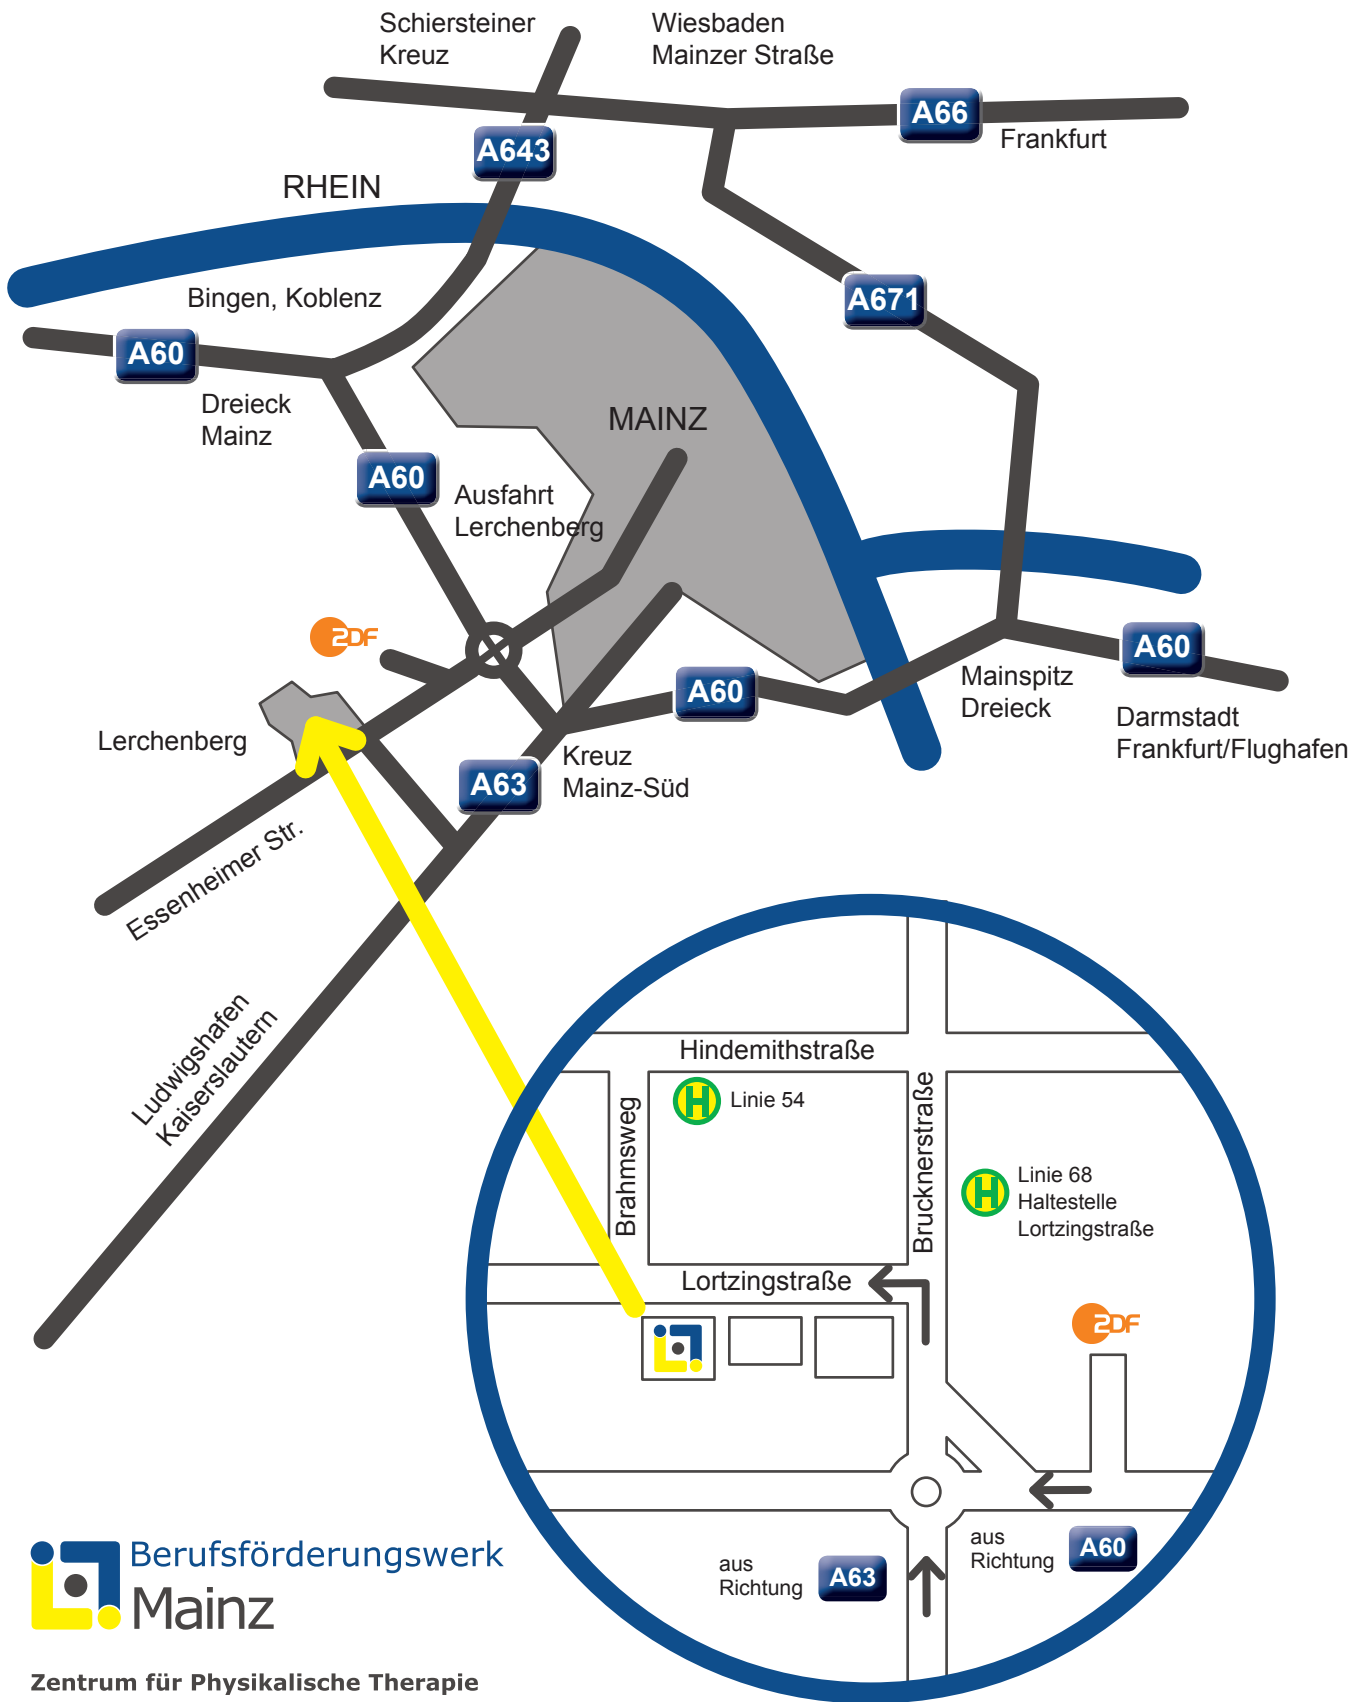 Schiersteiner
Kreuz
Wiesbaden
Mainzer Straße
A66
Frankfurt
A643
RHEIN
Bingen, Koblenz
A671
A60
Dreieck
Mainz
MAINZ
A60
Ausfahrt
Lerchenberg
ZDF
A60
Mainspitz
Dreieck
A60
Darmstadt
Frankfurt/Flughafen
Lerchenberg
Kreuz
Mainz-Süd
A63
Essenheimer Str.
Ludwigshafen
Kaiserslautern
Hindemithstraße
Linie 54
H
Brahmsweg
Brucknerstraße
H
Linie 68
Haltestelle
Lortzingstraße
Lortzingstraße
ZDF
aus
Richtung
A63
aus
Richtung
A60
Berufsförderungswerk
Mainz
Zentrum für Physikalische Therapie